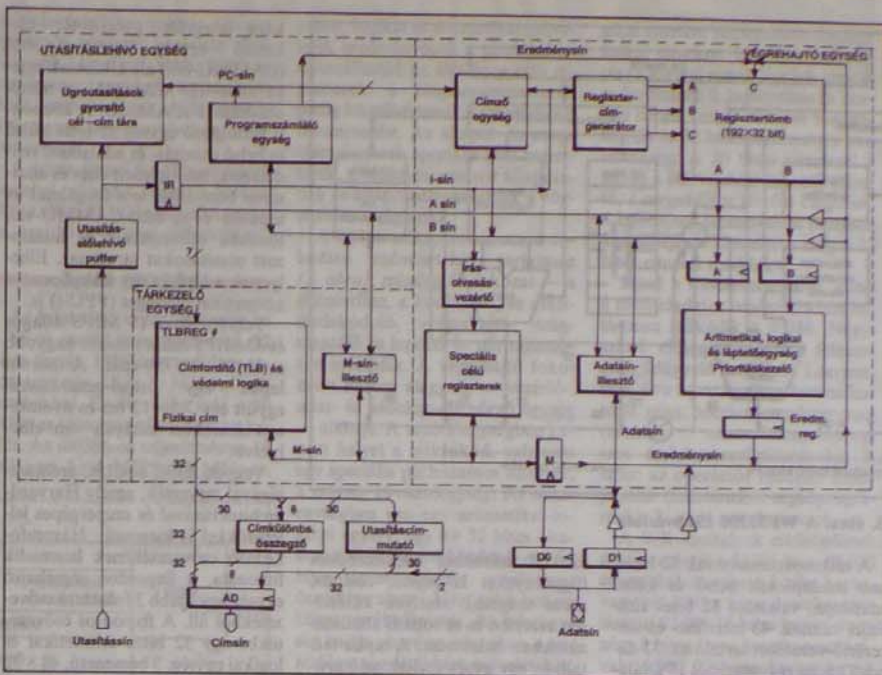 UTASÍTÁSLEHÍVŐ EGYSÉG
Eredménysín
VÉGREHAJTÓ EGYSÉG
PC-sín
Ugróutasítások
gyorsító
cél—cím tára
Programszámláló
egység
Címző
egység
Regiszter-
cím-
generátor
A
B
C
C
Regisztertömb
(192×32 bit)
A
B
IR
I-sín
A sín
B sín
Utasítás-
előlehívó
puffer
7
Írás-
olvasás-
vezérlő
A
B
TÁRKEZELŐ
EGYSÉG
TLBREG #
Címfordító (TLB) és
védelmi logika
Fizikai cím
M-sín-
illesztő
Speciális
célú
regiszterek
Adatsín-
illesztő
Aritmetikai, logikai
és léptetőegység
Prioritáskezelő
Adatsín
Eredm.
reg.
M-sín
M
Eredménysín
32
30
8
30
32
Címkülönbs.
összegző
Utasításcím-
mutató
32
8
30
32
2
D0
D1
AD
Utasítássín
Címsín
Adatsín